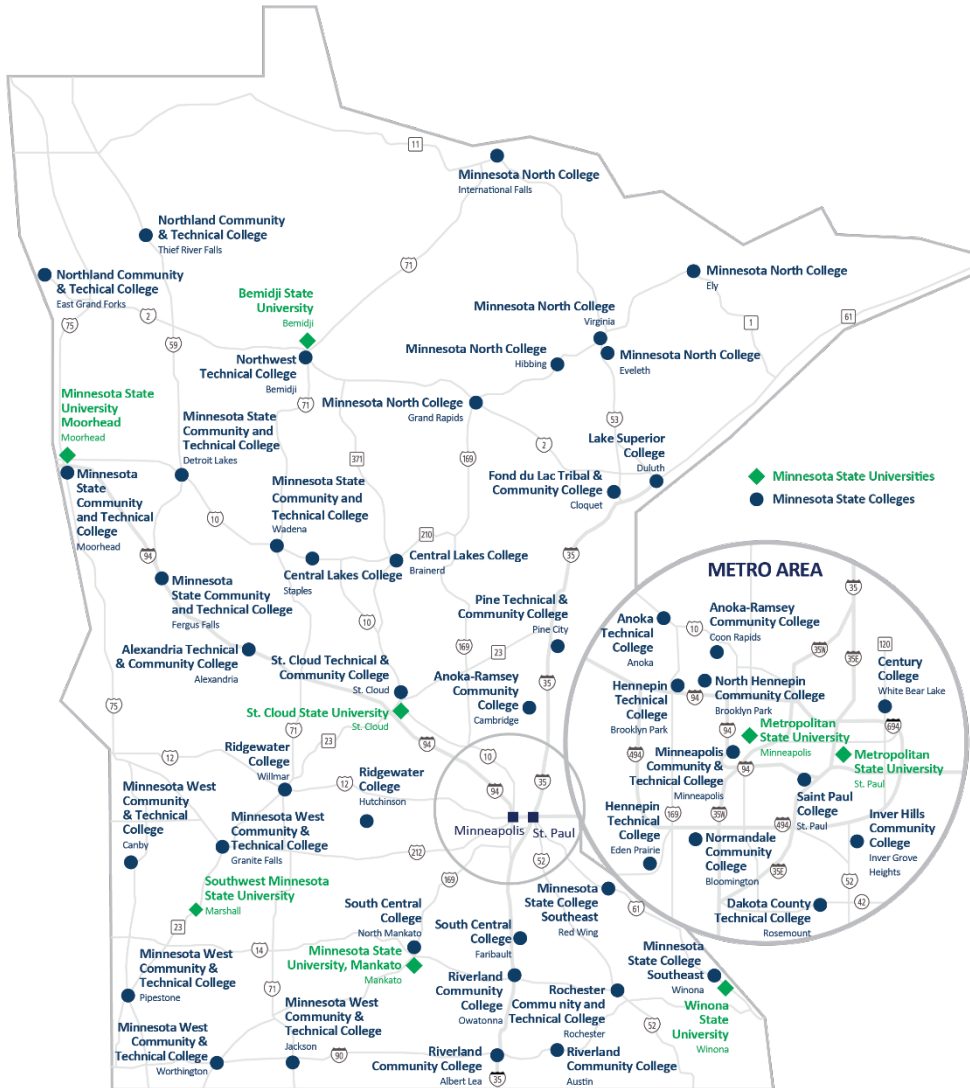 11
Minnesota North College
International Falls
Northland Community
& Technical College
Thief River Falls
71
Northland Community
& Techical College
East Grand Forks
Minnesota North College
Ely
Bemidji State
University
Bemidji
75
2
59
Minnesota North College
Virginia
1
61
Northwest
Technical College
Bemidji
Minnesota North College
Hibbing
Minnesota North College
Eveleth
Minnesota State
University
Moorhead
Moorhead
Minnesota State
Community and
Technical College
Detroit Lakes
71
Minnesota North College
Grand Rapids
53
2
Lake Superior
College
Duluth
371
169
Minnesota
State
Community
and Technical
College
Moorhead
Minnesota State
Community and
Technical College
Wadena
Fond du Lac Tribal &
Community College
Cloquet
Minnesota State Universities
Minnesota State Colleges
10
210
94
35
Central Lakes College
Staples
Central Lakes College
Brainerd
Minnesota
State Community
and Technical College
Fergus Falls
10
Pine Technical &
Community College
Pine City
169
23
Alexandria Technical
& Community College
Alexandria
St. Cloud Technical &
Community College
St. Cloud
Anoka-Ramsey
Community
College
Cambridge
35
75
St. Cloud State University
St. Cloud
71
23
94
12
10
Ridgewater
College
Willmar
12
94
35
Ridgewater
College
Hutchinson
Minnesota West
Community
& Technical
College
Canby
Minnesota West
Community &
Technical College
Granite Falls
Minneapolis
St. Paul
212
52
169
Southwest Minnesota
State University
Marshall
23
South Central
College
North Mankato
Minnesota
State College
Southeast
Red Wing
61
14
Minnesota State
University, Mankato
Mankato
South Central
College
Faribault
Minnesota West
Community &
Technical College
Pipestone
71
Riverland
Community
College
Owatonna
Rochester
Community and
Technical College
Rochester
Minnesota
State College
Southeast
Winona
Winona
State
University
Winona
52
Minnesota West
Community &
Technical College
Worthington
Minnesota West
Community &
Technical College
Jackson
90
Riverland
Community College
Albert Lea
35
Riverland
Community College
Austin
METRO AREA
35
Anoka
Technical
College
Anoka
10
Anoka-Ramsey
Community College
Coon Rapids
35W
35E
120
Century
College
White Bear Lake
Hennepin
Technical
College
Brooklyn Park
94
North Hennepin
Community College
Brooklyn Park
694
94
Metropolitan
State University
Minneapolis
494
Minneapolis
Community &
Technical College
Minneapolis
94
94
Metropolitan
State University
St. Paul
Saint Paul
College
St. Paul
Hennepin
Technical
College
Eden Prairie
169
35W
494
Inver Hills
Community
College
Inver Grove
Heights
Normandale
Community
College
Bloomington
35E
52
42
Dakota County
Technical College
Rosemount